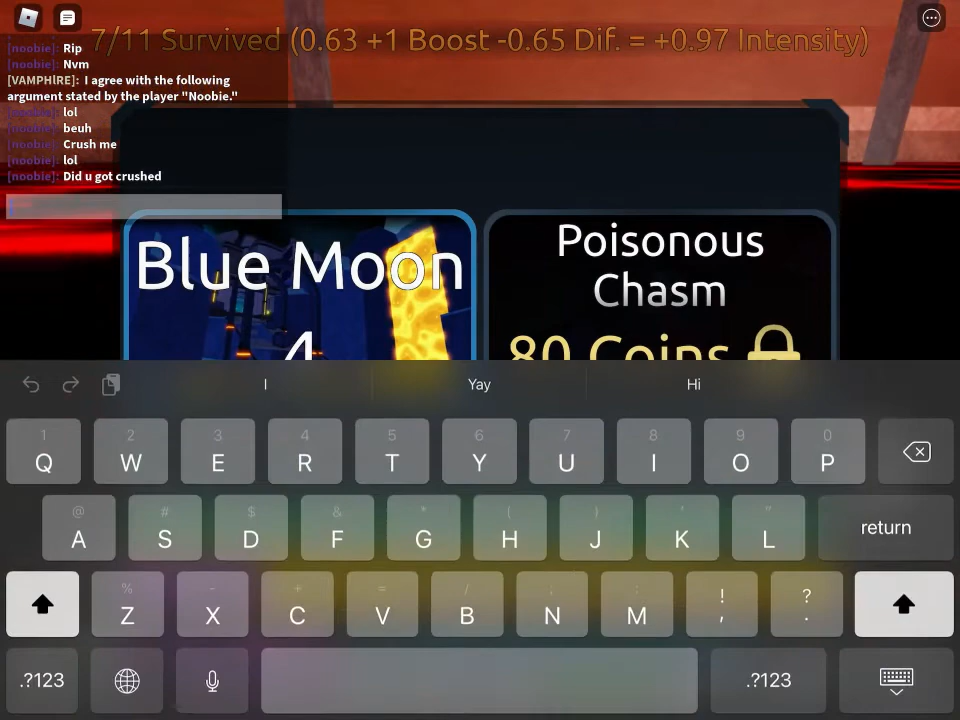 7/11 Survived (0.63 +1 Boost -0.65 Dif. = +0.97 Intensity)
[noobie]: Rip
[noobie]: Nvm
[VAMPHlRE]: I agree with the following
argument stated by the player "Noobie."
[noobie]: lol
[noobie]: beuh
[noobie]: Crush me
[noobie]: lol
[noobie]: Did u got crushed
Blue Moon
4
Poisonous
Chasm
80 Coins
I Yay Hi
1 2 3 4 5 6 7 8 9 0
Q W E R T Y U I O P
@ # $ & * ( ) ' "
A S D F G H J K L return
% - + = / ; : ! ?
Z X C V B N M , .
.?123 .?123